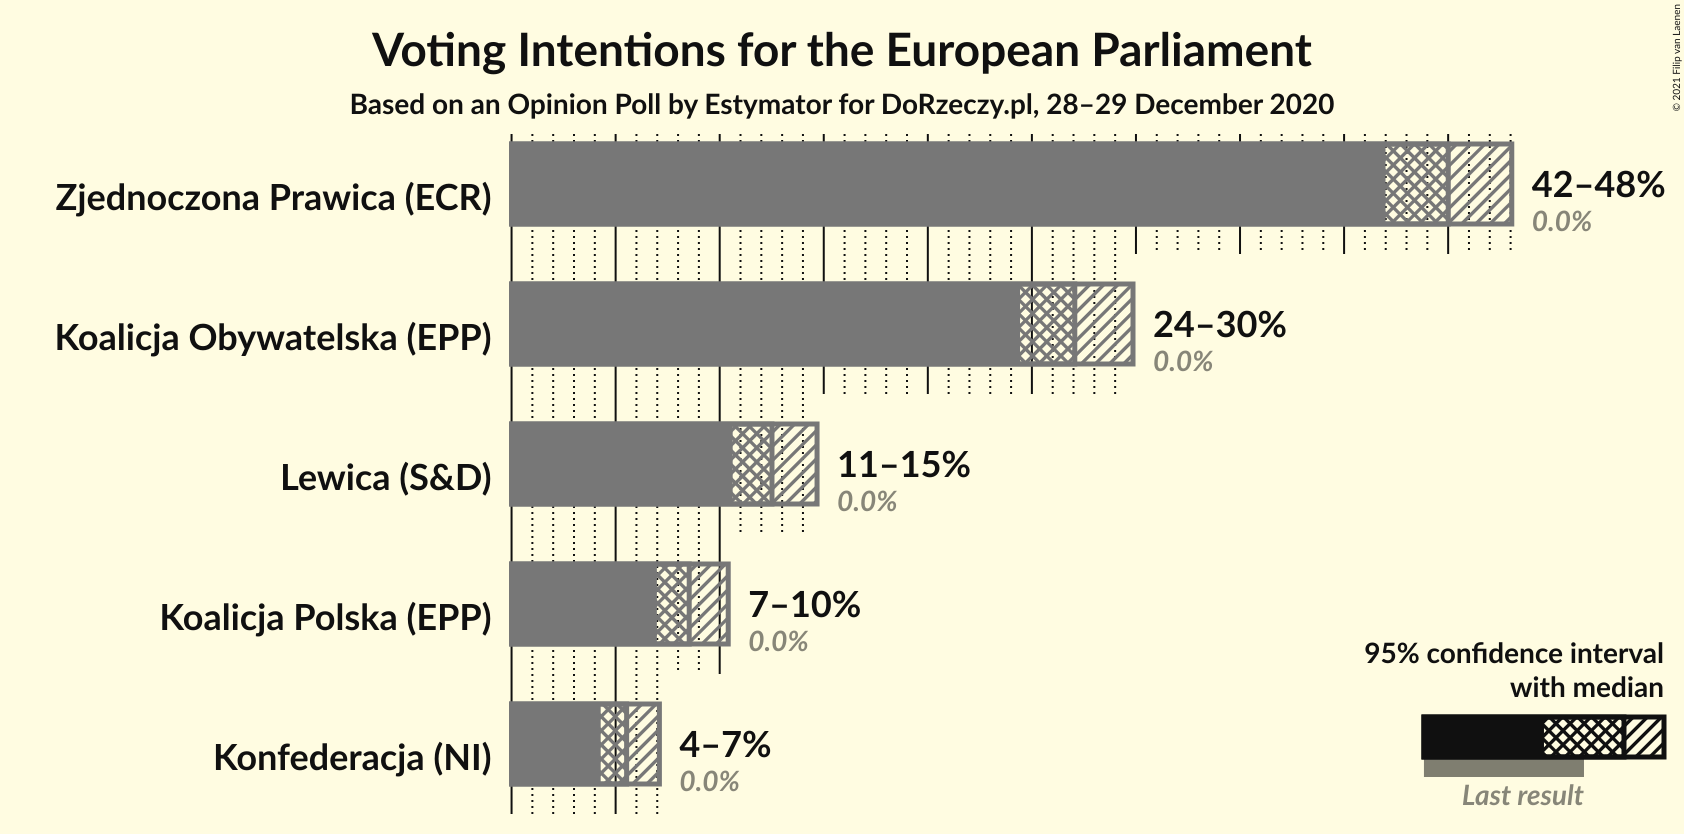 Voting Intentions for the European Parliament
Based on an Opinion Poll by Estymator for DoRzeczy.pl, 28–29 December 2020
© 2021 Filip van Laenen
Zjednoczona Prawica (ECR)
42–48%
0.0%
Koalicja Obywatelska (EPP)
24–30%
0.0%
Lewica (S&D)
11–15%
0.0%
Koalicja Polska (EPP)
7–10%
0.0%
Konfederacja (NI)
4–7%
0.0%
95% confidence interval
with median
Last result